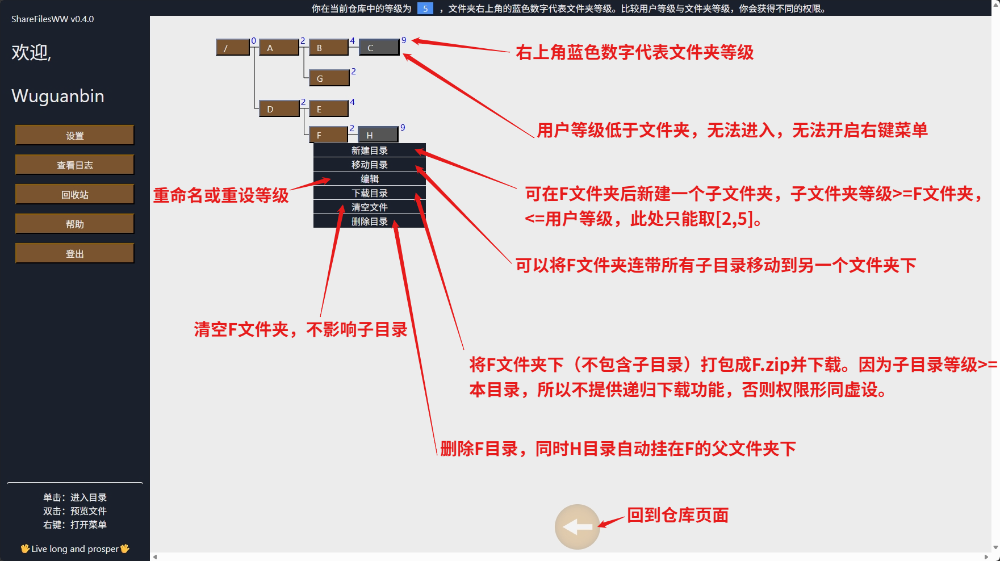 你在当前仓库中的等级为 5 ，文件夹右上角的蓝色数字代表文件夹等级。比较用户等级与文件夹等级，你会获得不同的权限。
ShareFilesWW v0.4.0
欢迎,
Wuguanbin
设置
查看日志
回收站
帮助
登出
单击：进入目录
双击：预览文件
右键：打开菜单
🖖Live long and prosper🖖
/ 0 A 2 B 4 C 9
G 2
D 2 E 4
F 2 H 9
新建目录
移动目录
编辑
下载目录
清空文件
删除目录
右上角蓝色数字代表文件夹等级
用户等级低于文件夹，无法进入，无法开启右键菜单
重命名或重设等级
可在F文件夹后新建一个子文件夹，子文件夹等级>=F文件夹，
<=用户等级，此处只能取[2,5]。
可以将F文件夹连带所有子目录移动到另一个文件夹下
清空F文件夹，不影响子目录
将F文件夹下（不包含子目录）打包成F.zip并下载。因为子目录等级>=
本目录，所以不提供递归下载功能，否则权限形同虚设。
删除F目录，同时H目录自动挂在F的父文件夹下
回到仓库页面